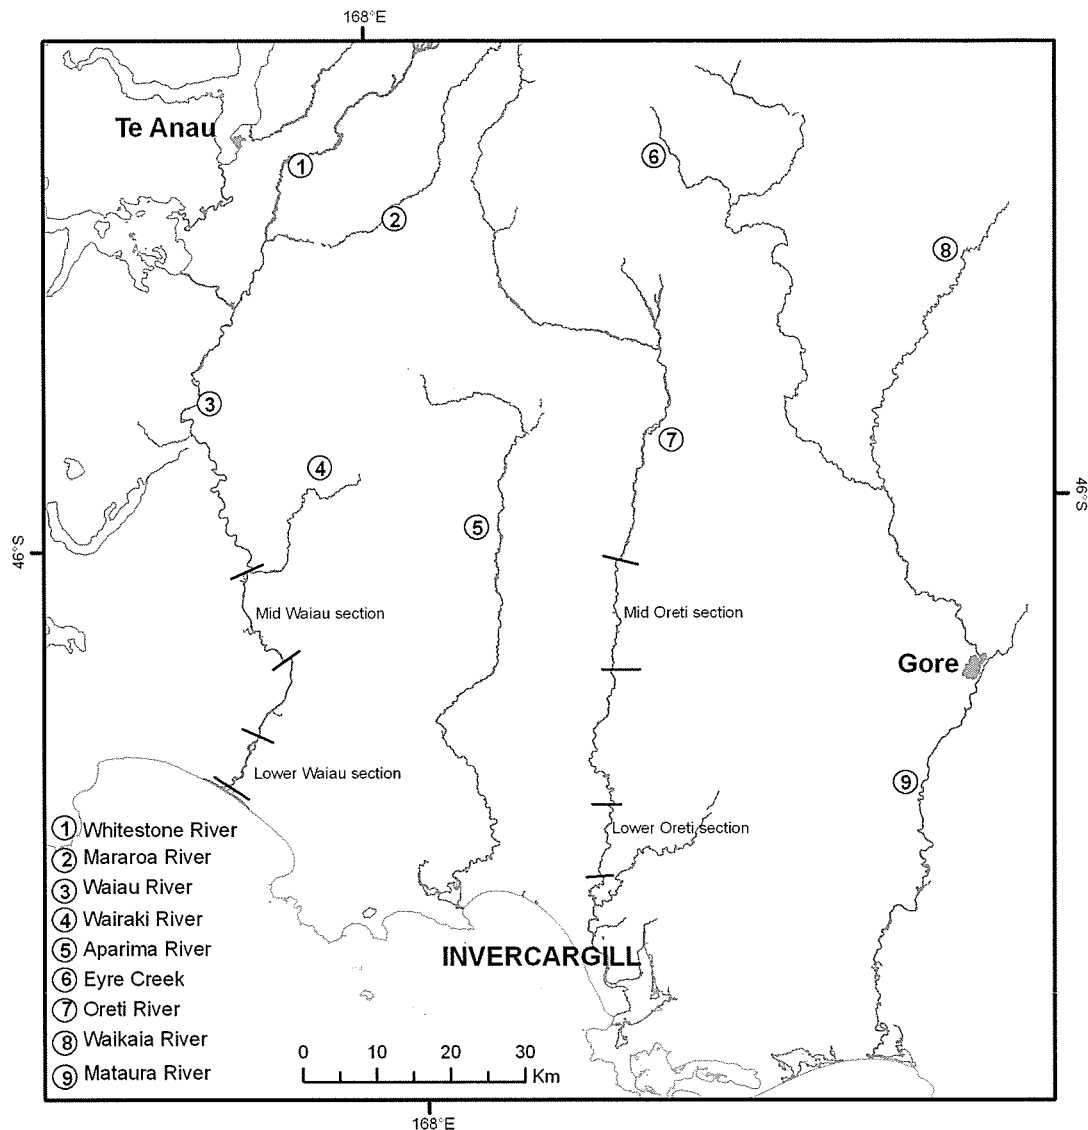 168°E
Te Anau
1
6
2
8
3
7
4
46°S
5
46°S
Mid Waiau section
Mid Oreti section
Gore
Lower Waiau section
9
Lower Oreti section
1 Whitestone River
2 Mararoa River
3 Waiau River
4 Wairaki River
5 Aparima River
6 Eyre Creek
7 Oreti River
8 Waikaia River
9 Mataura River
INVERCARGILL
0 10 20 30
Km
168°E